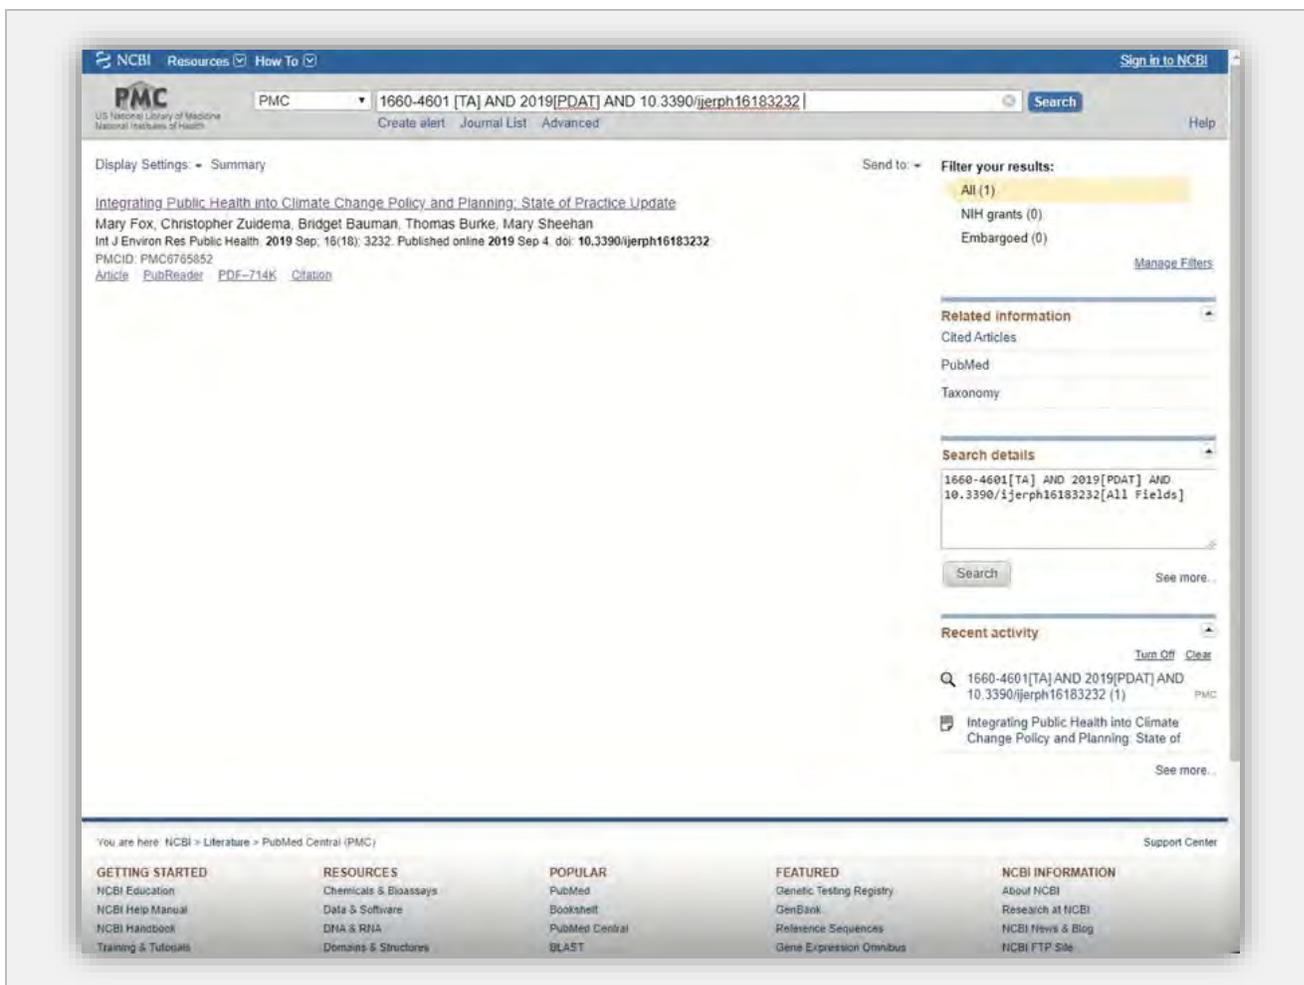 NCBI Resources How To Sign in to NCBI
PMC
US National Library of Medicine
National Institutes of Health
PMC 1660-4601 [TA] AND 2019[PDAT] AND 10.3390/ijerph16183232 Search
Create alert Journal List Advanced Help
Display Settings: Summary Send to:
Integrating Public Health into Climate Change Policy and Planning: State of Practice Update
Mary Fox, Christopher Zuidema, Bridget Bauman, Thomas Burke, Mary Sheehan
Int J Environ Res Public Health. 2019 Sep; 16(18): 3232. Published online 2019 Sep 4. doi: 10.3390/ijerph16183232
PMCID: PMC6765852
Article PubReader PDF–714K Citation
Filter your results:
All (1)
NIH grants (0)
Embargoed (0)
Manage Filters
Related information
Cited Articles
PubMed
Taxonomy
Search details
1660-4601[TA] AND 2019[PDAT] AND
10.3390/ijerph16183232[All Fields]
Search
See more...
Recent activity
Turn Off Clear
1660-4601[TA] AND 2019[PDAT] AND
10.3390/ijerph16183232 (1) PMC
Integrating Public Health into Climate
Change Policy and Planning: State of
See more...
You are here: NCBI > Literature > PubMed Central (PMC) Support Center
GETTING STARTED RESOURCES POPULAR FEATURED NCBI INFORMATION
NCBI Education Chemicals & Bioassays PubMed Genetic Testing Registry About NCBI
NCBI Help Manual Data & Software Bookshelf GenBank Research at NCBI
NCBI Handbook DNA & RNA PubMed Central Reference Sequences NCBI News & Blog
Training & Tutorials Domains & Structures BLAST Gene Expression Omnibus NCBI FTP Site